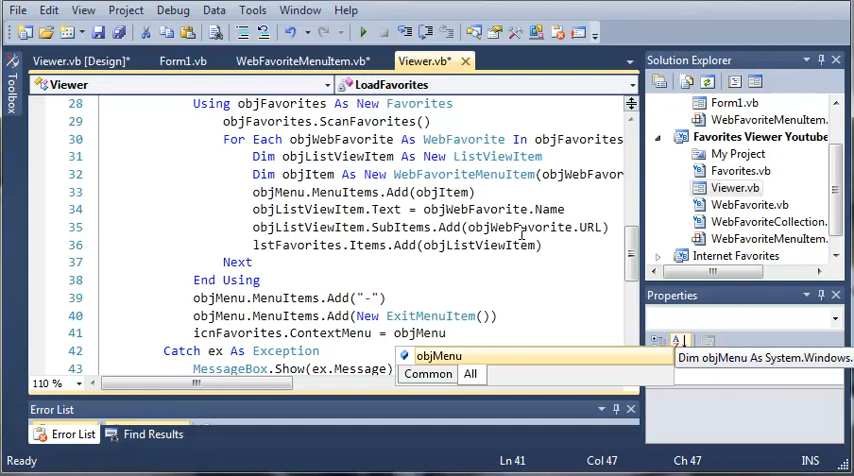 File Edit View Project Debug Data Tools Window Help
Viewer.vb [Design]* Form1.vb WebFavoriteMenuItem.vb* Viewer.vb*
Viewer LoadFavorites
Toolbox
28 Using objFavorites As New Favorites
29 objFavorites.ScanFavorites()
30 For Each objWebFavorite As WebFavorite In objFavorites
31 Dim objListViewItem As New ListViewItem
32 Dim objItem As New WebFavoriteMenuItem(objWebFavor
33 objMenu.MenuItems.Add(objItem)
34 objListViewItem.Text = objWebFavorite.Name
35 objListViewItem.SubItems.Add(objWebFavorite.URL)
36 lstFavorites.Items.Add(objListViewItem)
37 Next
38 End Using
39 objMenu.MenuItems.Add("-")
40 objMenu.MenuItems.Add(New ExitMenuItem())
41 icnFavorites.ContextMenu = objMenu
42 Catch ex As Exception
43 MessageBox.Show(ex.Message)
objMenu
Common All
Dim objMenu As System.Windows.
110 %
Solution Explorer
Form1.vb
WebFavoriteMenuItem.
Favorites Viewer Youtube
My Project
Favorites.vb
Viewer.vb
WebFavorite.vb
WebFavoriteCollection.
WebFavoriteMenuItem.
Internet Favorites
Properties
Error List
Error List Find Results
Ready Ln 41 Col 47 Ch 47 INS